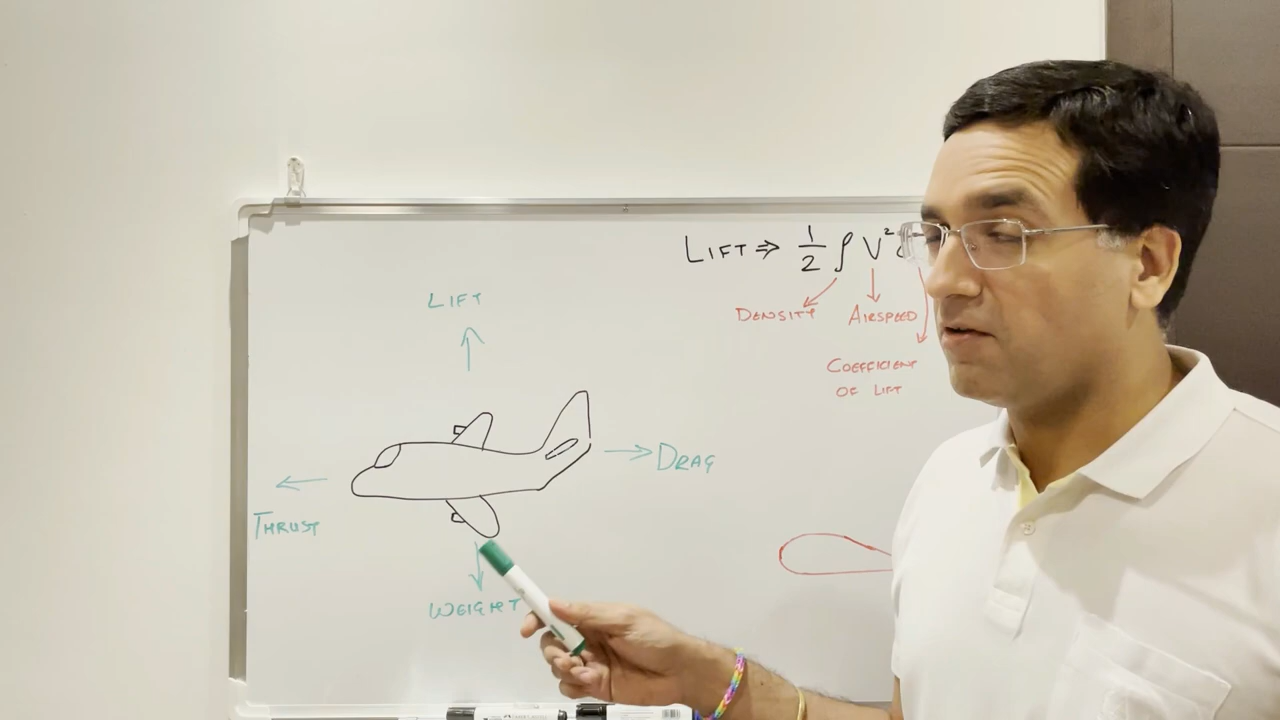 LIFT ⇒ 1/2 ρ V²
DENSITY
AIRSPEED
COEFFICIENT
OF LIFT
LIFT
DRAG
THRUST
WEIGHT